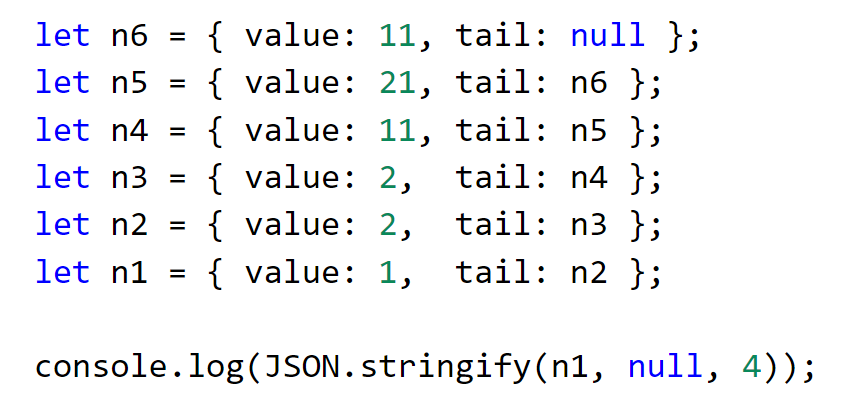 let n6 = { value: 11, tail: null };
let n5 = { value: 21, tail: n6 };
let n4 = { value: 11, tail: n5 };
let n3 = { value: 2,  tail: n4 };
let n2 = { value: 2,  tail: n3 };
let n1 = { value: 1,  tail: n2 };

console.log(JSON.stringify(n1, null, 4));